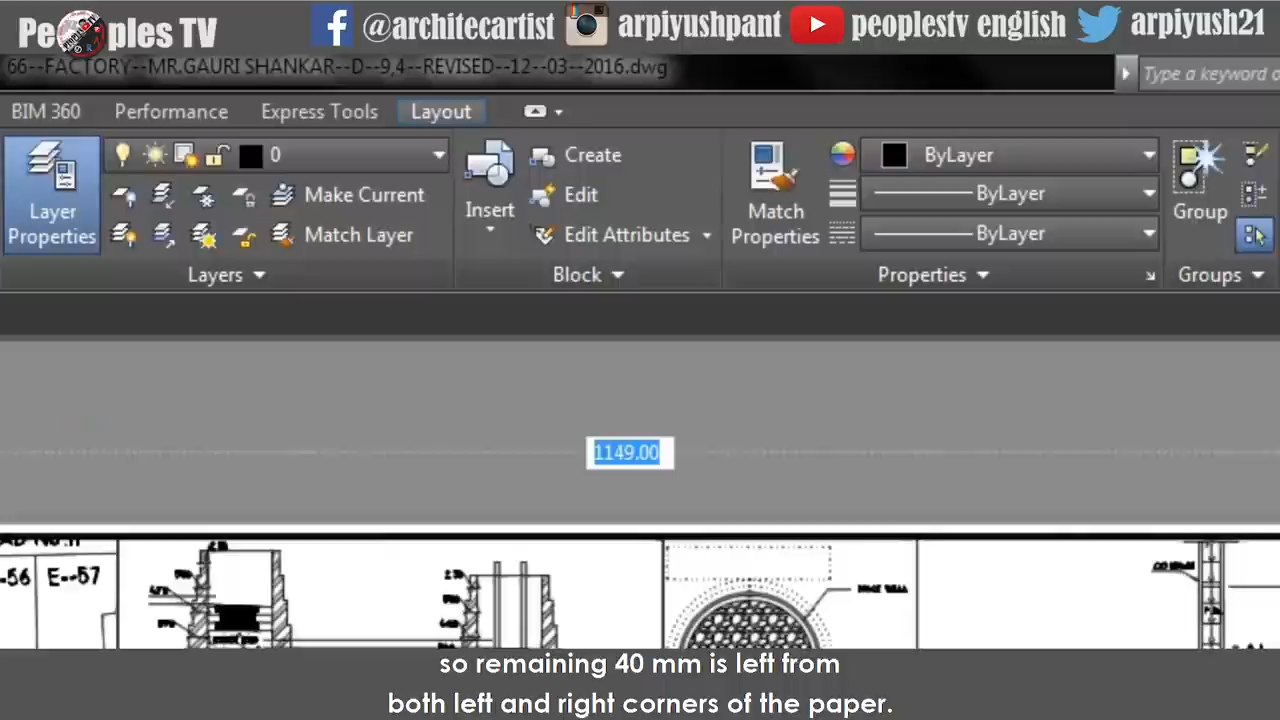 Pe ples TV @architecartist arpiyushpant peoplestv english arpiyush21
66--FACTORY--MR.GAURI SHANKAR--D--9,4--REVISED--12--03--2016.dwg
Type a keyword o
BIM 360 Performance Express Tools Layout
0
Create
ByLayer
Make Current
Edit
ByLayer
Layer
Properties
Match Layer
Insert
Edit Attributes
Match
Properties
ByLayer
Group
Layers Block Properties Groups
1149.00
-56 E--57
so remaining 40 mm is left from
both left and right corners of the paper.